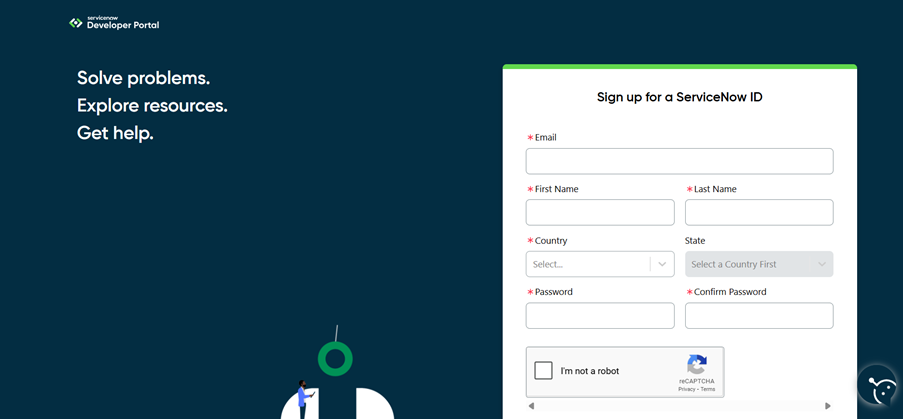 servicenow
Developer Portal
Solve problems.
Explore resources.
Get help.
Sign up for a ServiceNow ID
* Email
* First Name
* Last Name
* Country
State
Select...
Select a Country First
* Password
* Confirm Password
I'm not a robot
reCAPTCHA
Privacy - Terms